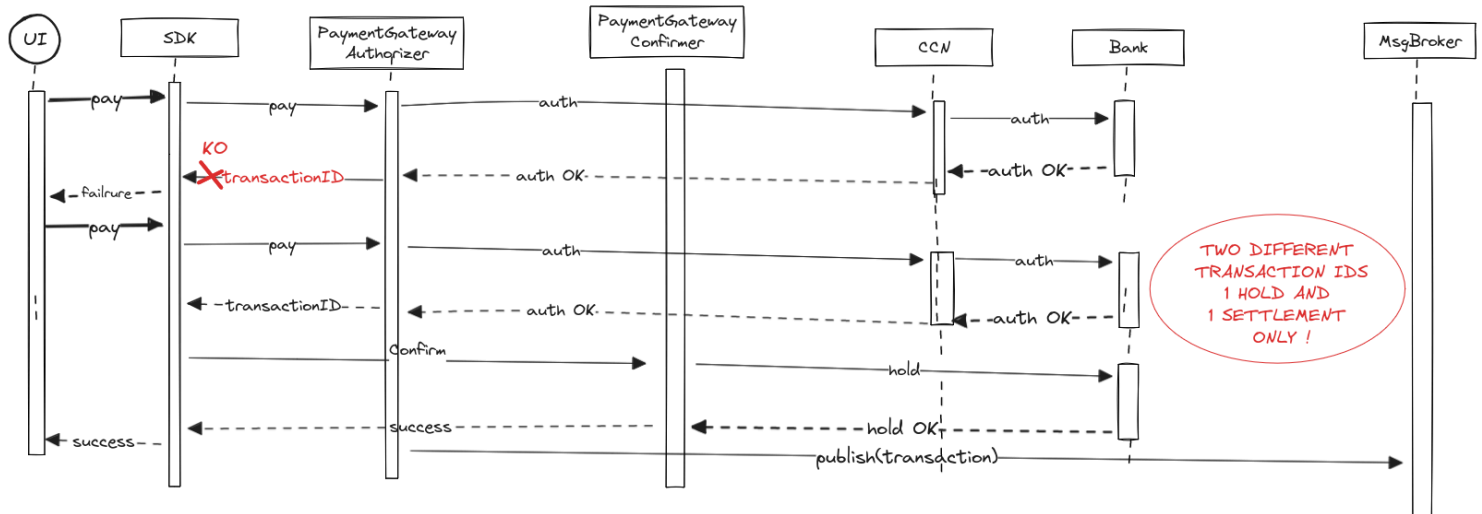 UI
SDK
PaymentGateway
Authorizer
PaymentGateway
Confirmer
CCN
Bank
MsgBroker
pay
pay
auth
auth
KO
transactionID
auth OK
auth OK
failrure
pay
pay
auth
auth
transactionID
auth OK
auth OK
TWO DIFFERENT
TRANSACTION IDS
1 HOLD AND
1 SETTLEMENT
ONLY !
Confirm
hold
success
success
hold OK
publish(transaction)